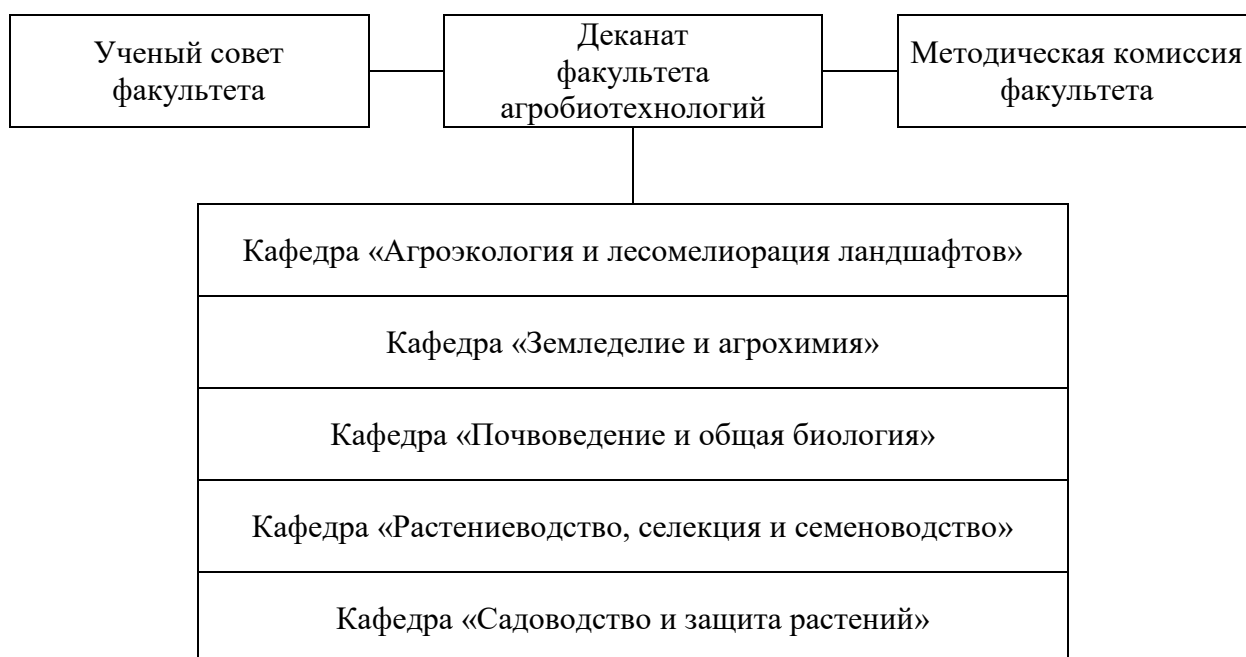 Ученый совет
факультета
Деканат
факультета
агробиотехнологий
Методическая комиссия
факультета
Кафедра «Агроэкология и лесомелиорация ландшафтов»
Кафедра «Земледелие и агрохимия»
Кафедра «Почвоведение и общая биология»
Кафедра «Растениеводство, селекция и семеноводство»
Кафедра «Садоводство и защита растений»